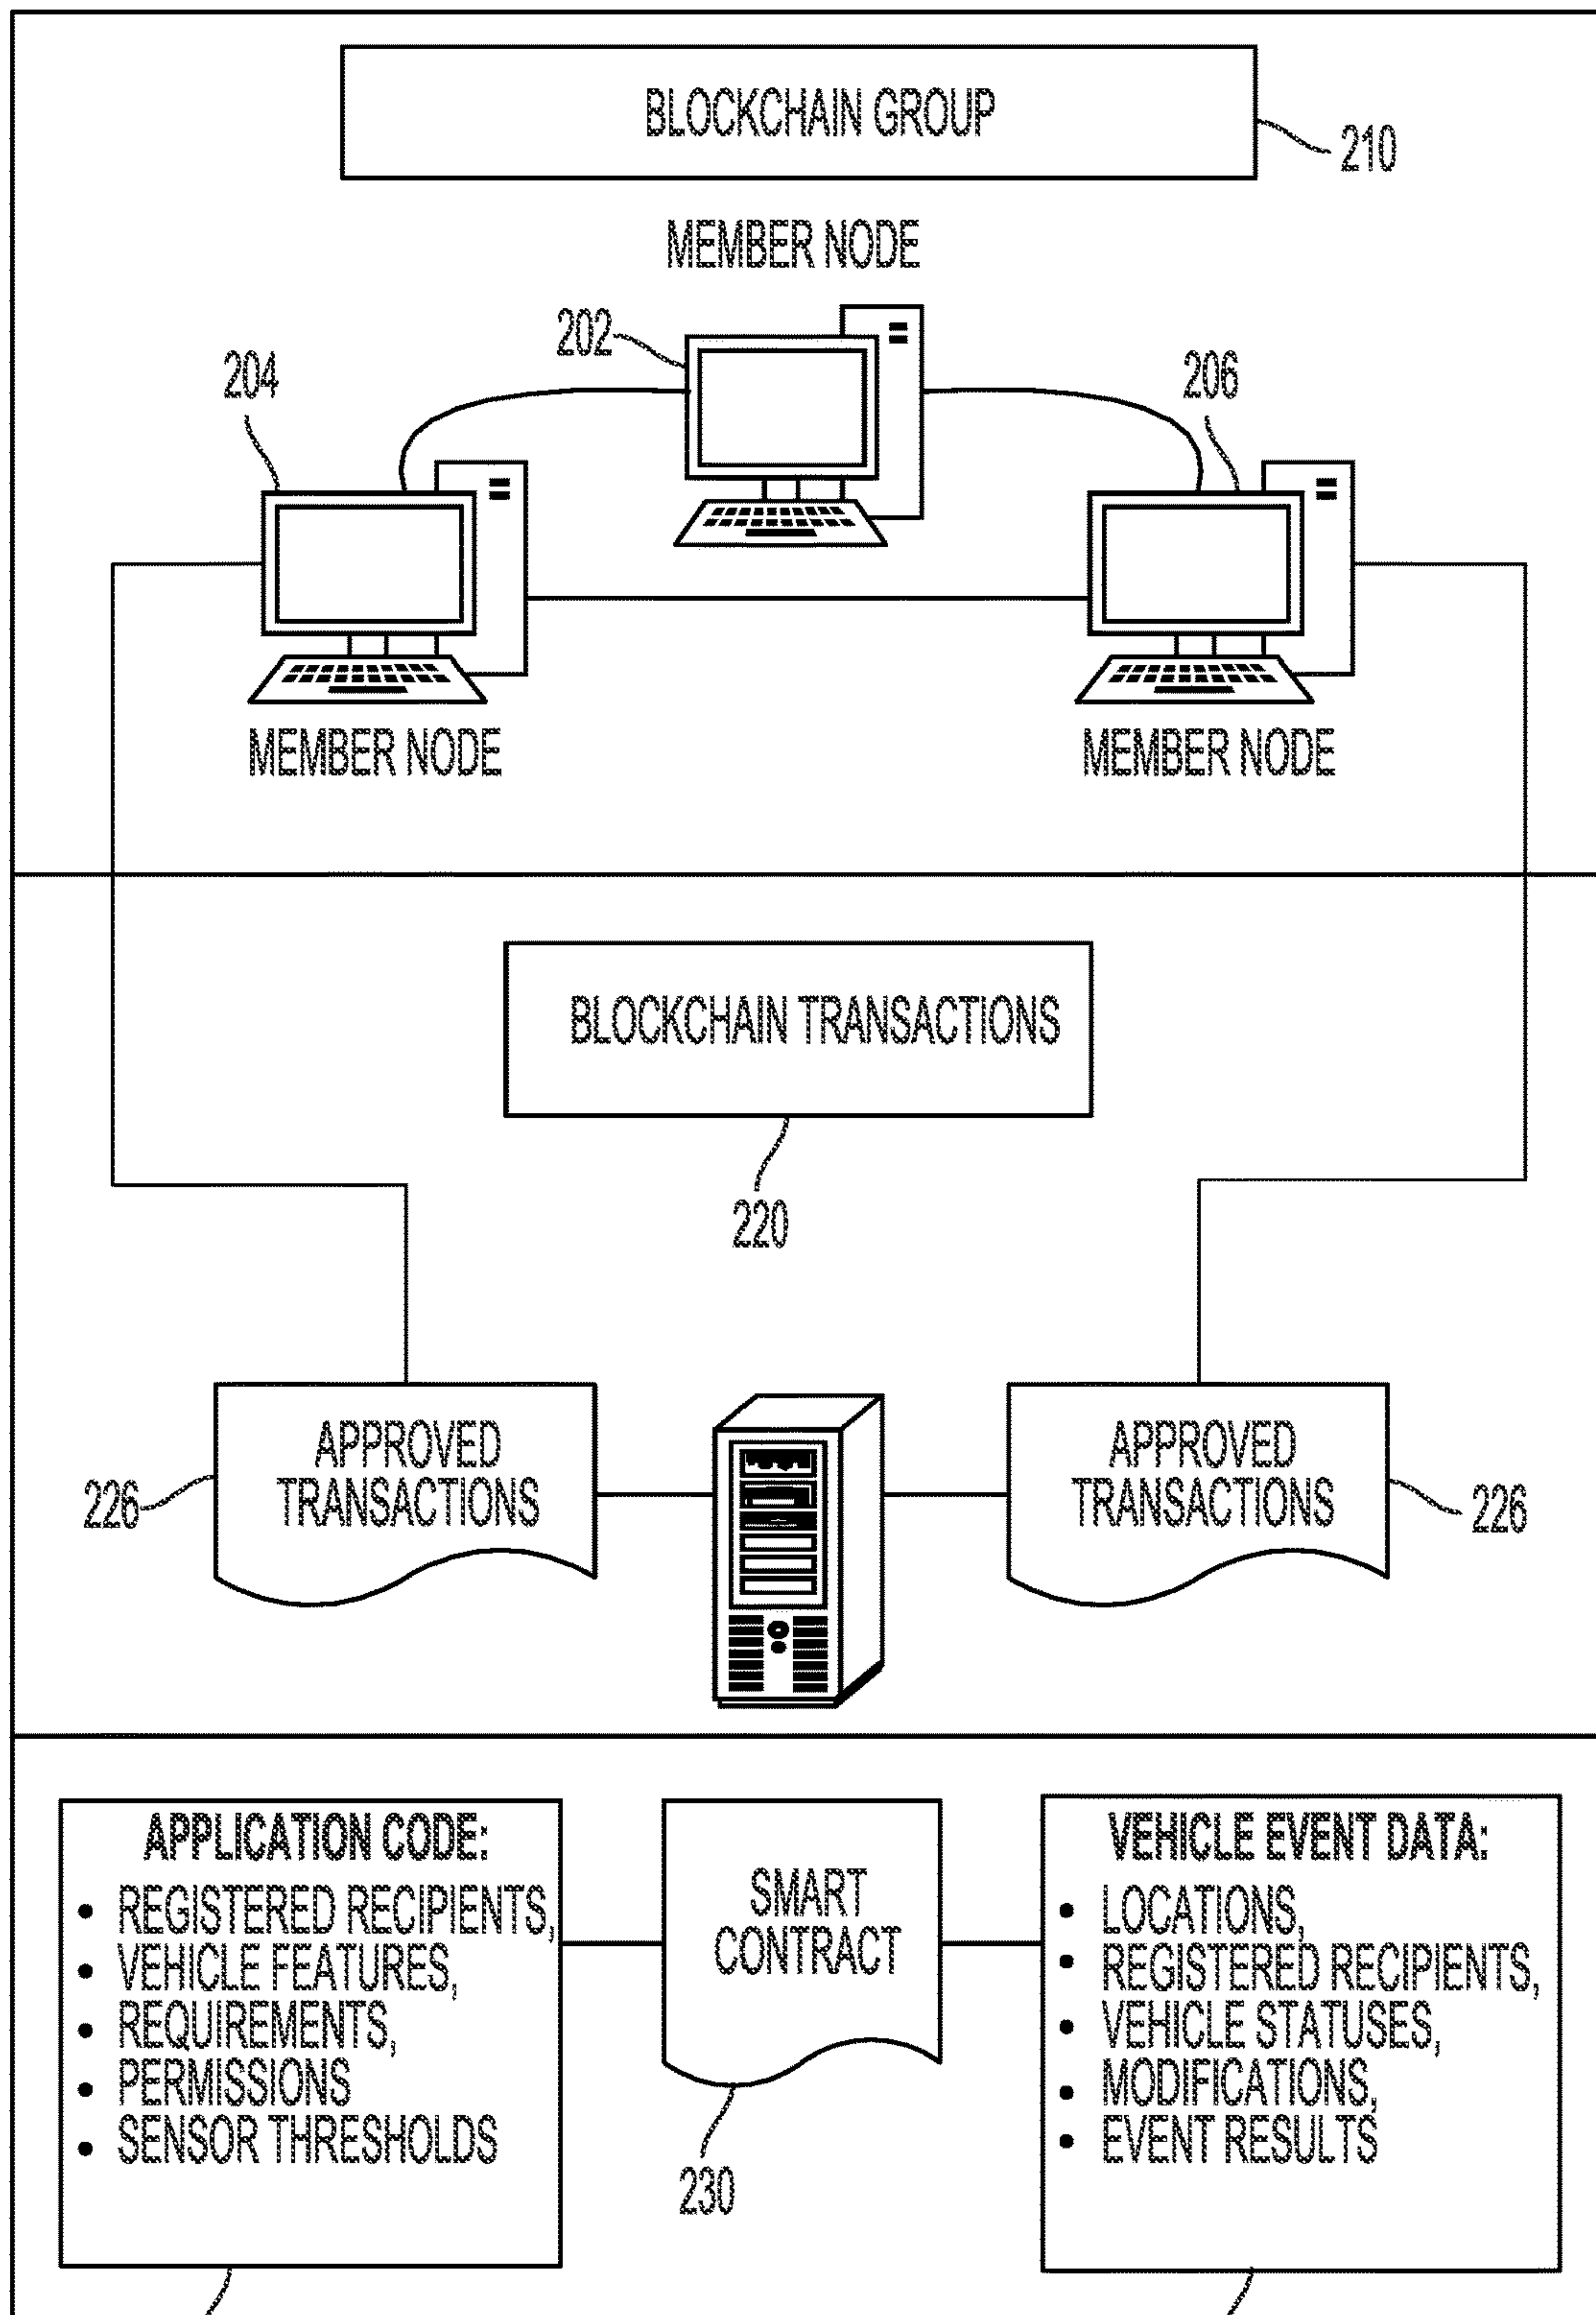 BLOCKCHAIN GROUP
210
MEMBER NODE
202
204
206
MEMBER NODE
MEMBER NODE
BLOCKCHAIN TRANSACTIONS
220
APPROVED
TRANSACTIONS
226
APPROVED
TRANSACTIONS
226
APPLICATION CODE:
• REGISTERED RECIPIENTS,
• VEHICLE FEATURES,
• REQUIREMENTS,
• PERMISSIONS
• SENSOR THRESHOLDS
SMART
CONTRACT
230
VEHICLE EVENT DATA:
• LOCATIONS,
• REGISTERED RECIPIENTS,
• VEHICLE STATUSES,
• MODIFICATIONS,
• EVENT RESULTS